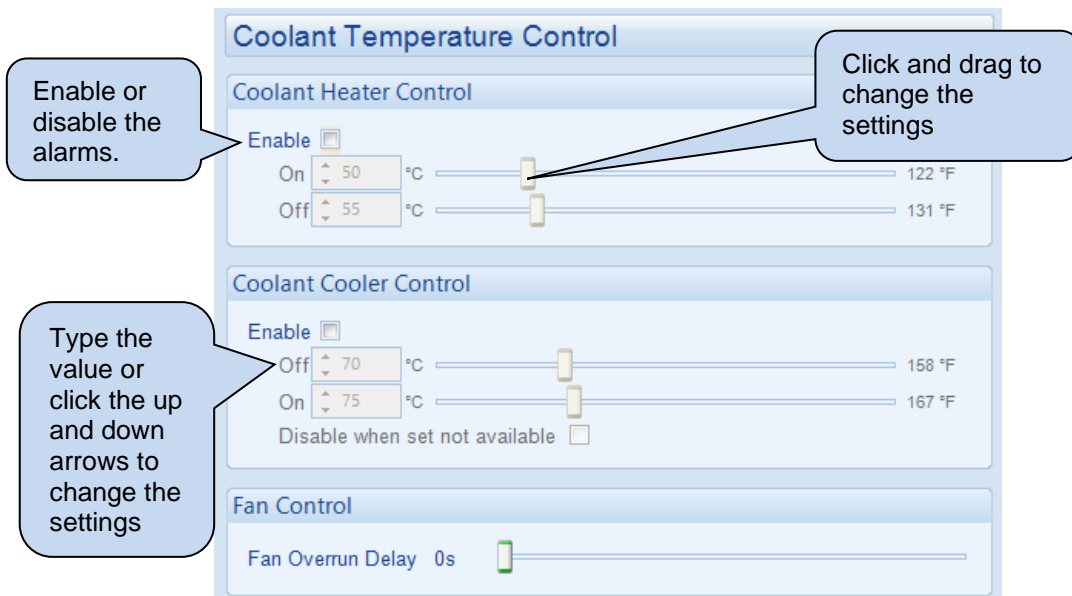 Coolant Temperature Control
Click and drag to
change the
settings
Enable or
disable the
alarms.
Coolant Heater Control
Enable
On 50 °C 122 °F
Off 55 °C 131 °F
Coolant Cooler Control
Type the
value or
click the up
and down
arrows to
change the
settings
Enable
Off 70 °C 158 °F
On 75 °C 167 °F
Disable when set not available
Fan Control
Fan Overrun Delay 0s